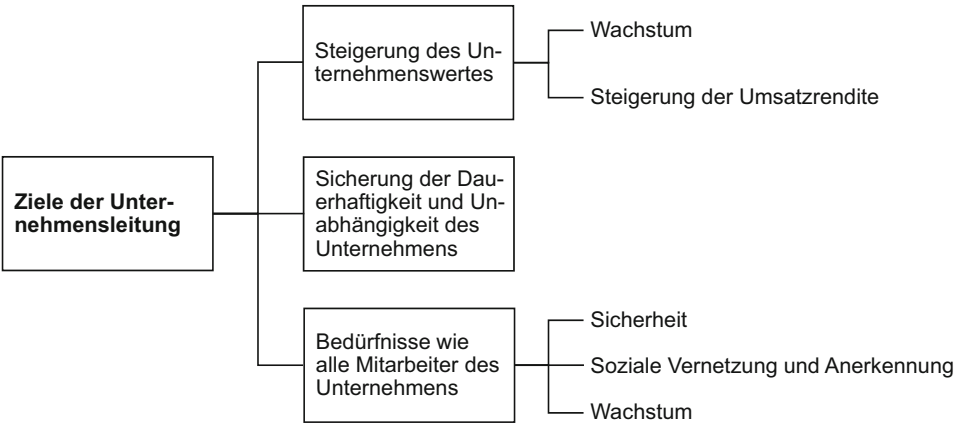 Steigerung des Un-
ternehmenswertes
Wachstum
Steigerung der Umsatzrendite
Ziele der Unter-
nehmensleitung
Sicherung der Dau-
erhaftigkeit und Un-
abhängigkeit des
Unternehmens
Bedürfnisse wie
alle Mitarbeiter des
Unternehmens
Sicherheit
Soziale Vernetzung und Anerkennung
Wachstum